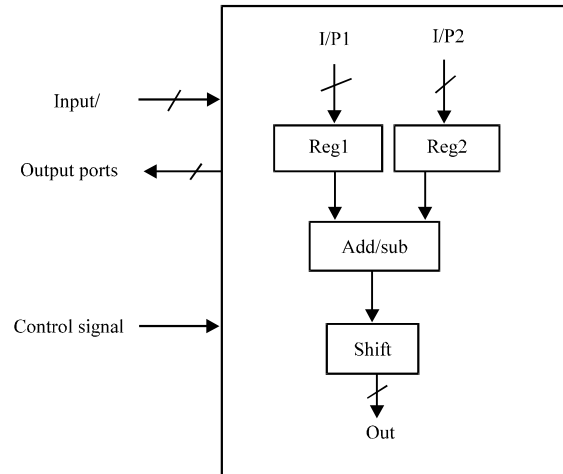 I/P1
I/P2
Input/
Reg1
Reg2
Output ports
Add/sub
Control signal
Shift
Out